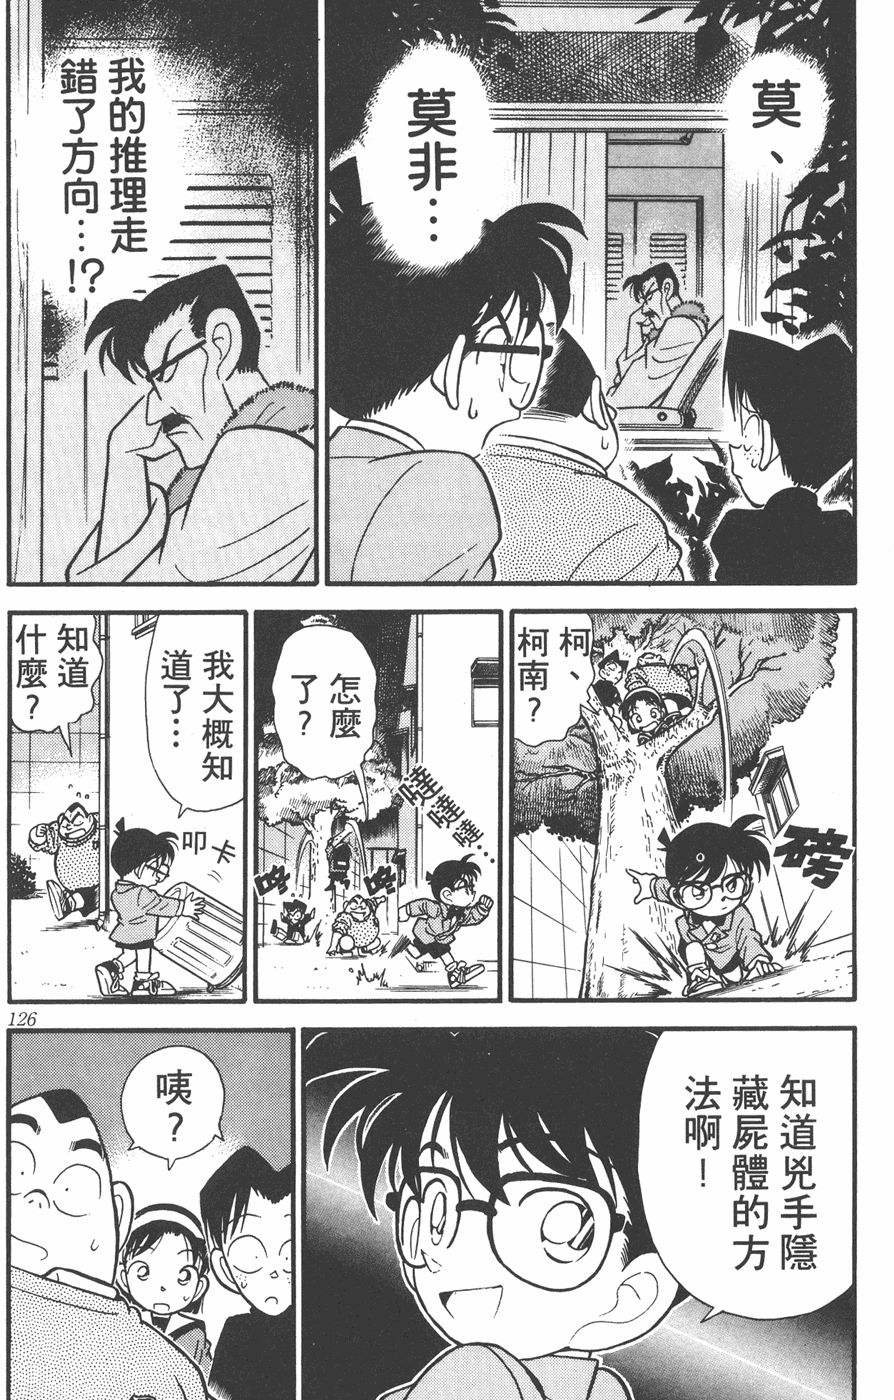 莫、
莫非…
我的推理走
錯了方向…!?
柯、
柯南?
磅
怎麼
了?
噠噠噠…
咚
咚
我大概知
道了…
叩卡
知道
什麼?
126
知道兇手隱
藏屍體的方
法啊!
咦?